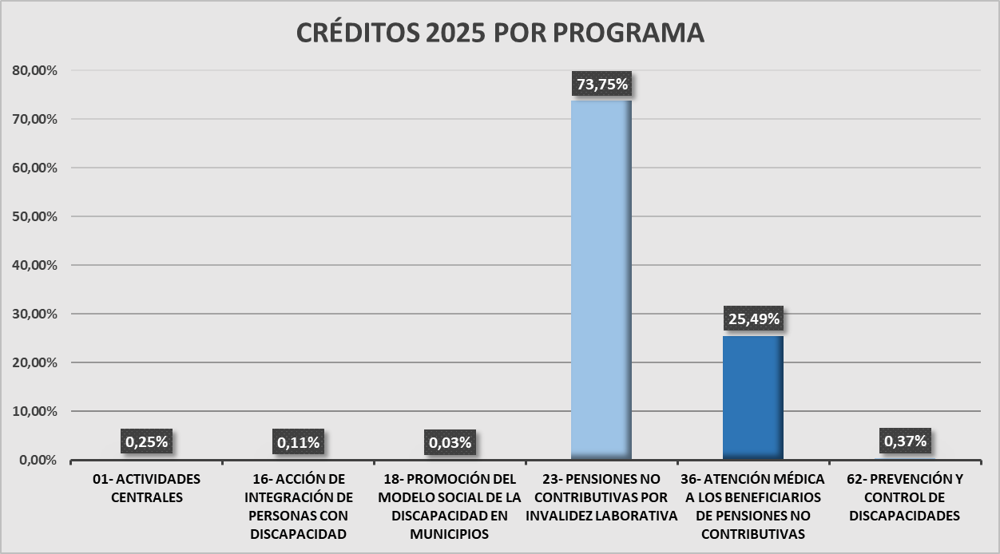 CRÉDITOS 2025 POR PROGRAMA
80,00%
70,00%
60,00%
50,00%
40,00%
30,00%
20,00%
10,00%
0,00%
0,25%
0,11%
0,03%
73,75%
25,49%
0,37%
01- ACTIVIDADES
CENTRALES
16- ACCIÓN DE
INTEGRACIÓN DE
PERSONAS CON
DISCAPACIDAD
18- PROMOCIÓN DEL
MODELO SOCIAL DE LA
DISCAPACIDAD EN
MUNICIPIOS
23- PENSIONES NO
CONTRIBUTIVAS POR
INVALIDEZ LABORATIVA
36- ATENCIÓN MÉDICA
A LOS BENEFICIARIOS
DE PENSIONES NO
CONTRIBUTIVAS
62- PREVENCIÓN Y
CONTROL DE
DISCAPACIDADES